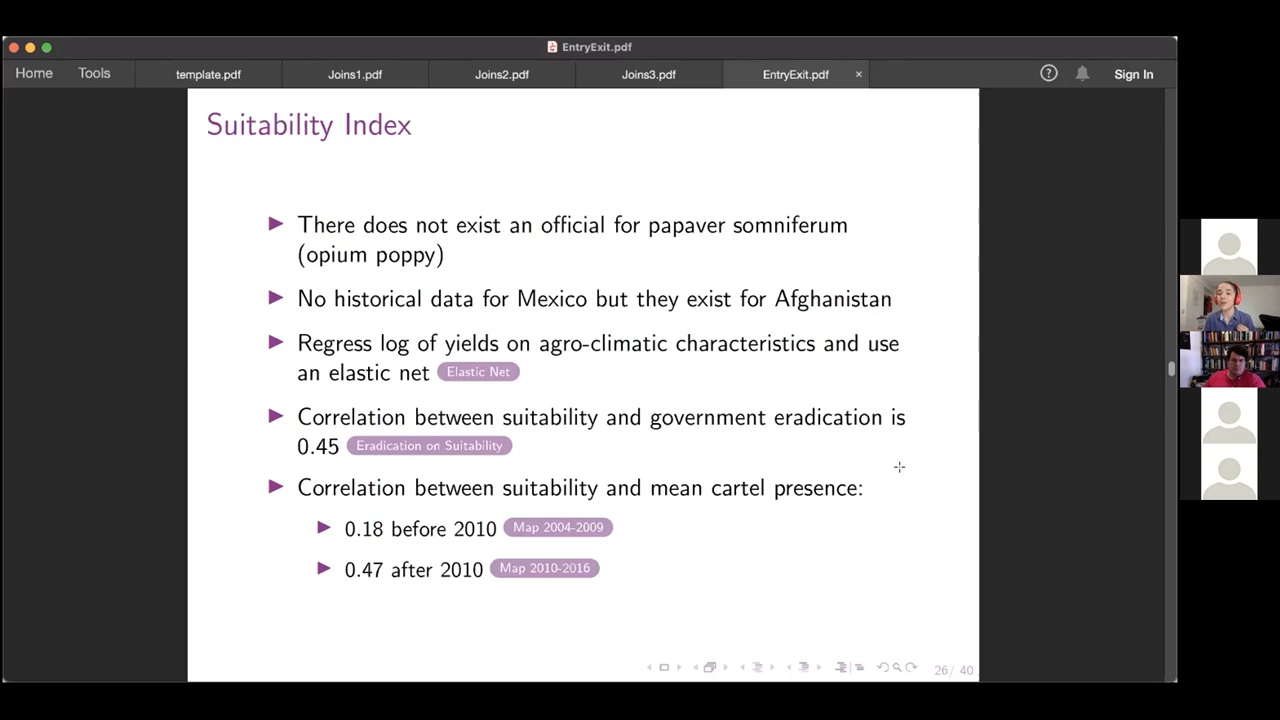 EntryExit.pdf
Home Tools template.pdf Joins1.pdf Joins2.pdf Joins3.pdf EntryExit.pdf × ? Sign In
Suitability Index
There does not exist an official for papaver somniferum
(opium poppy)
No historical data for Mexico but they exist for Afghanistan
Regress log of yields on agro-climatic characteristics and use
an elastic net Elastic Net
Correlation between suitability and government eradication is
0.45 Eradication on Suitability
Correlation between suitability and mean cartel presence:
0.18 before 2010 Map 2004-2009
0.47 after 2010 Map 2010-2016
26/ 40